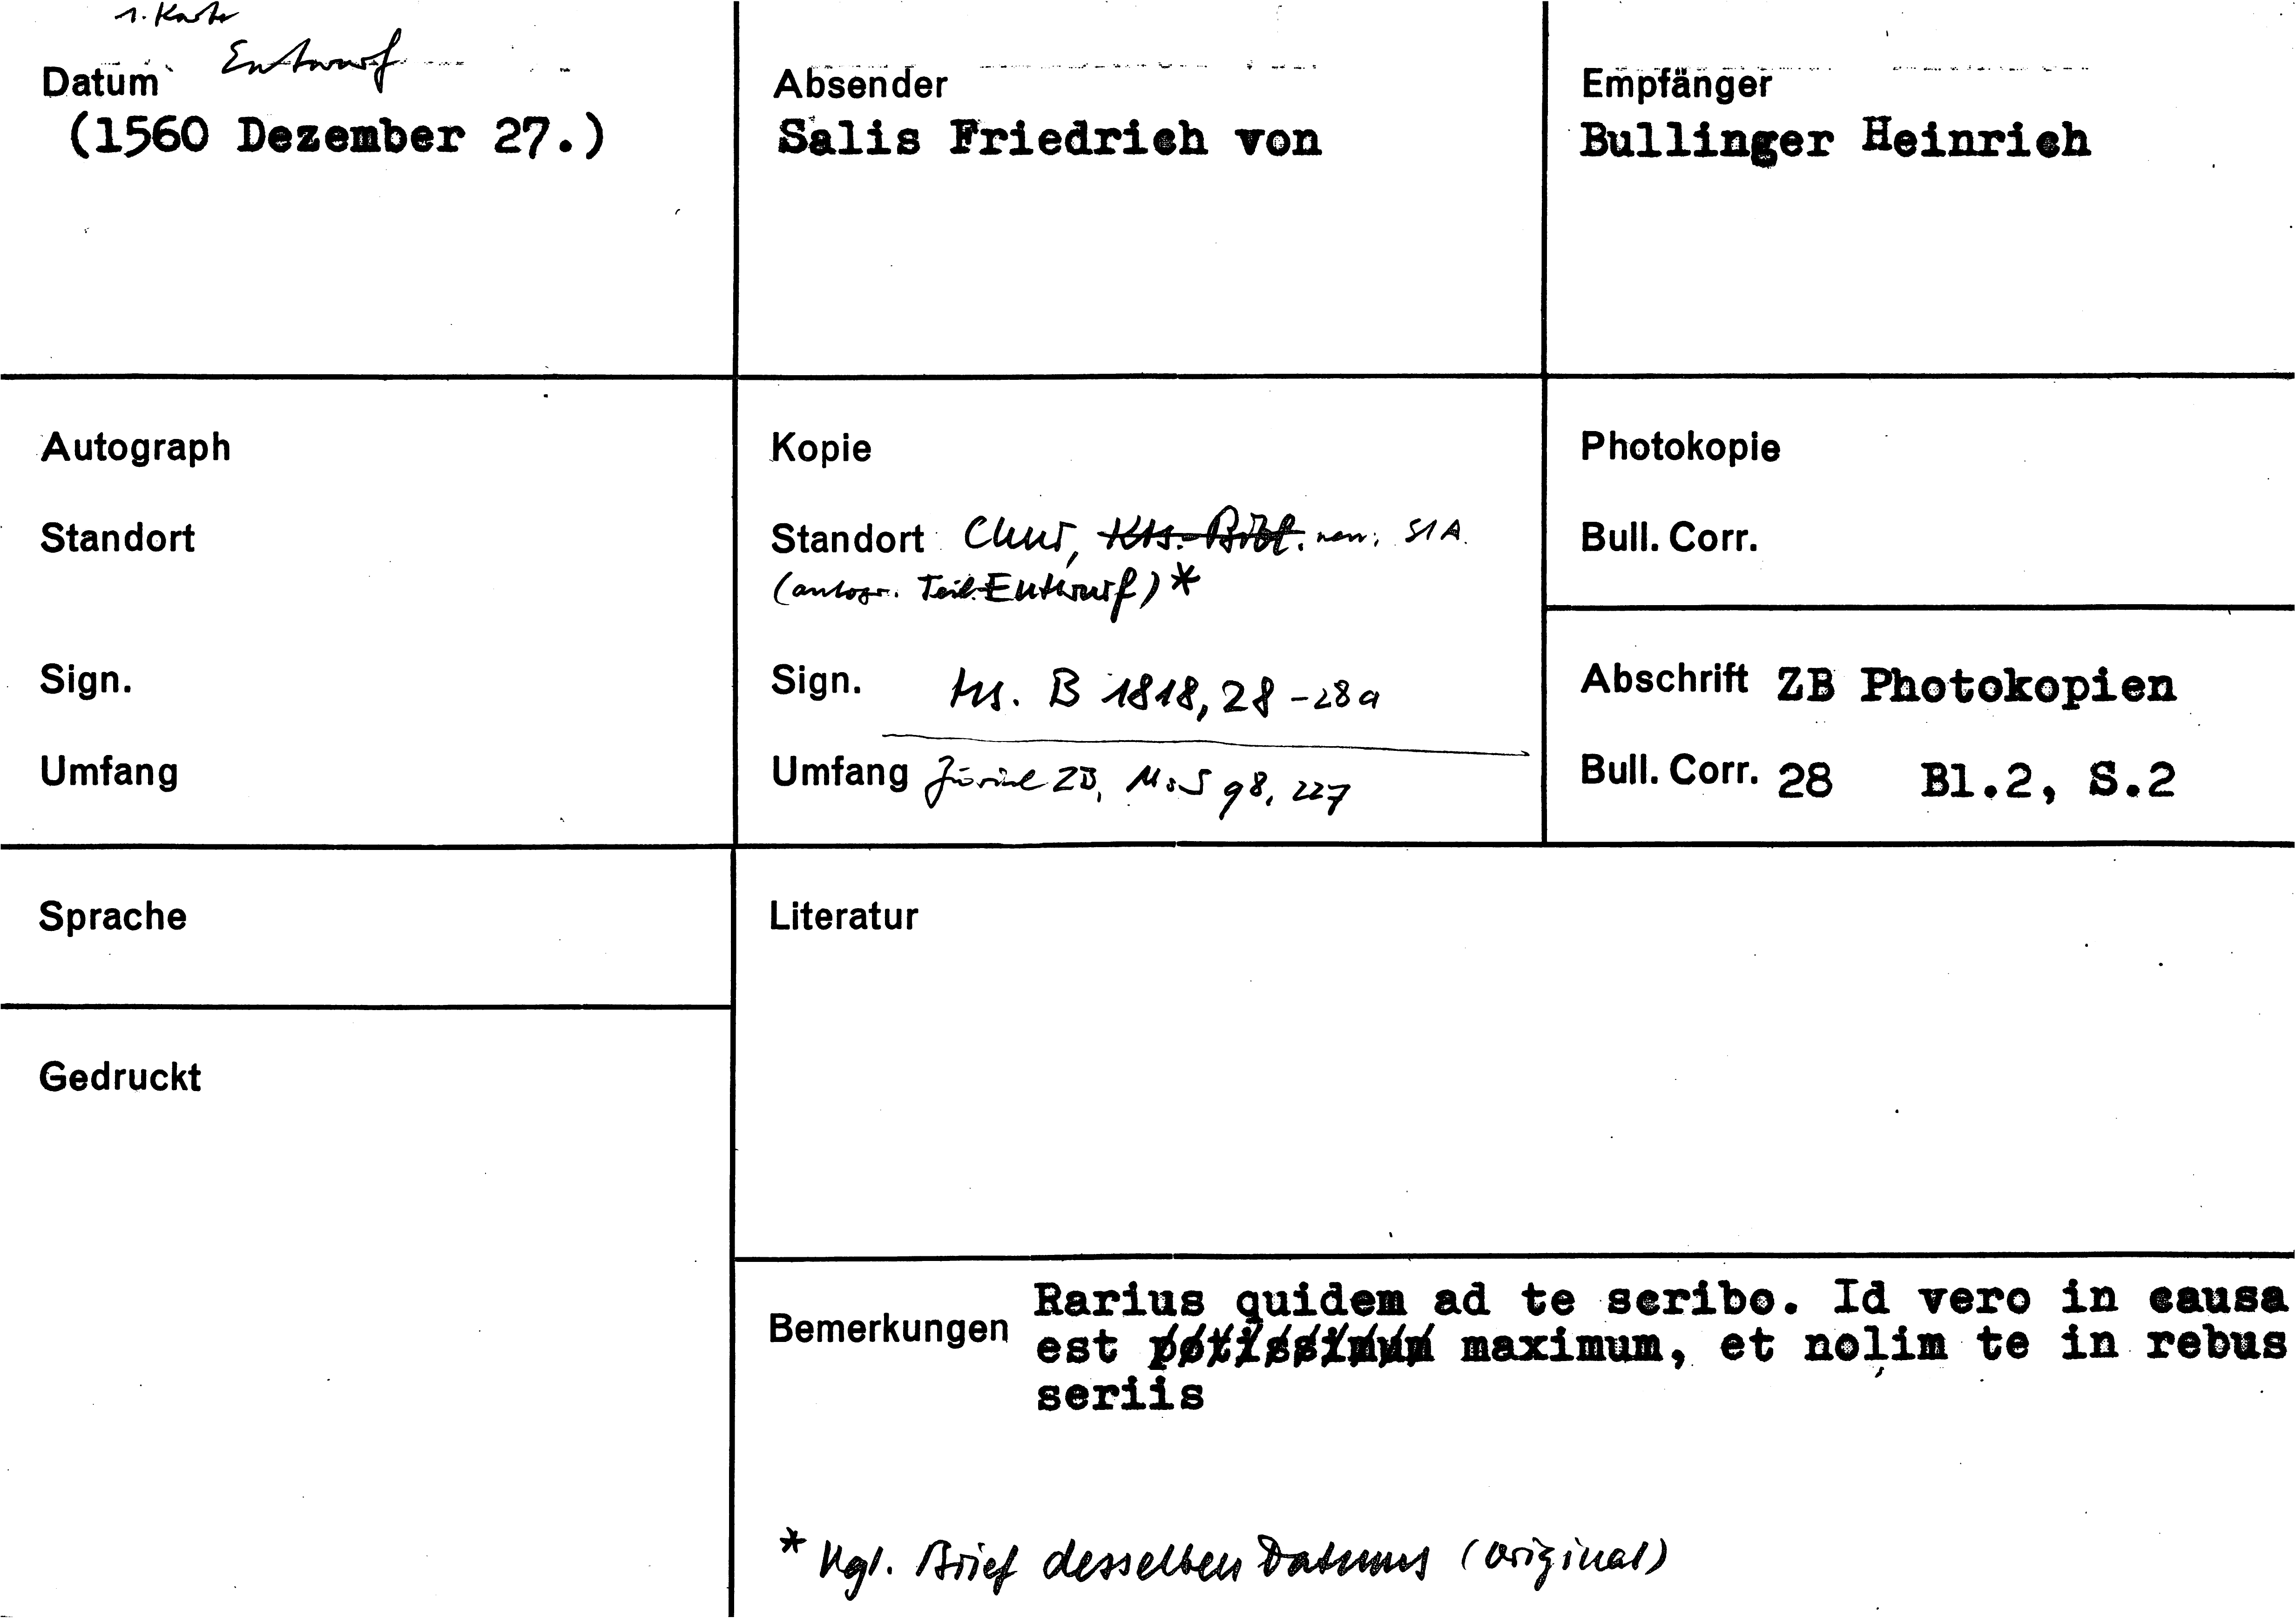 1. Karte
Entwurf
Datum
(1560 Dezember 27.)
Absender
Salis Friedrich von
Empfänger
Bullinger Heinrich
Autograph
Standort
Sign.
Umfang
Kopie
Standort Chur, Kts.-Bibl. neu: StA.
(autogr. Teil-Entwurf)*
Sign. Ms. B 1818, 28-28a
Umfang Zürich ZB, Ms S 98, 227
Photokopie
Bull. Corr.
Abschrift ZB Photokopien
Bull. Corr. 28 Bl.2, S.2
Sprache
Gedruckt
Literatur
Bemerkungen
Rarius quidem ad te scribo. Id vero in causa
est potissimum maximum, et nolim te in rebus
seriis
* Vgl. Brief desselben Datums (Original)